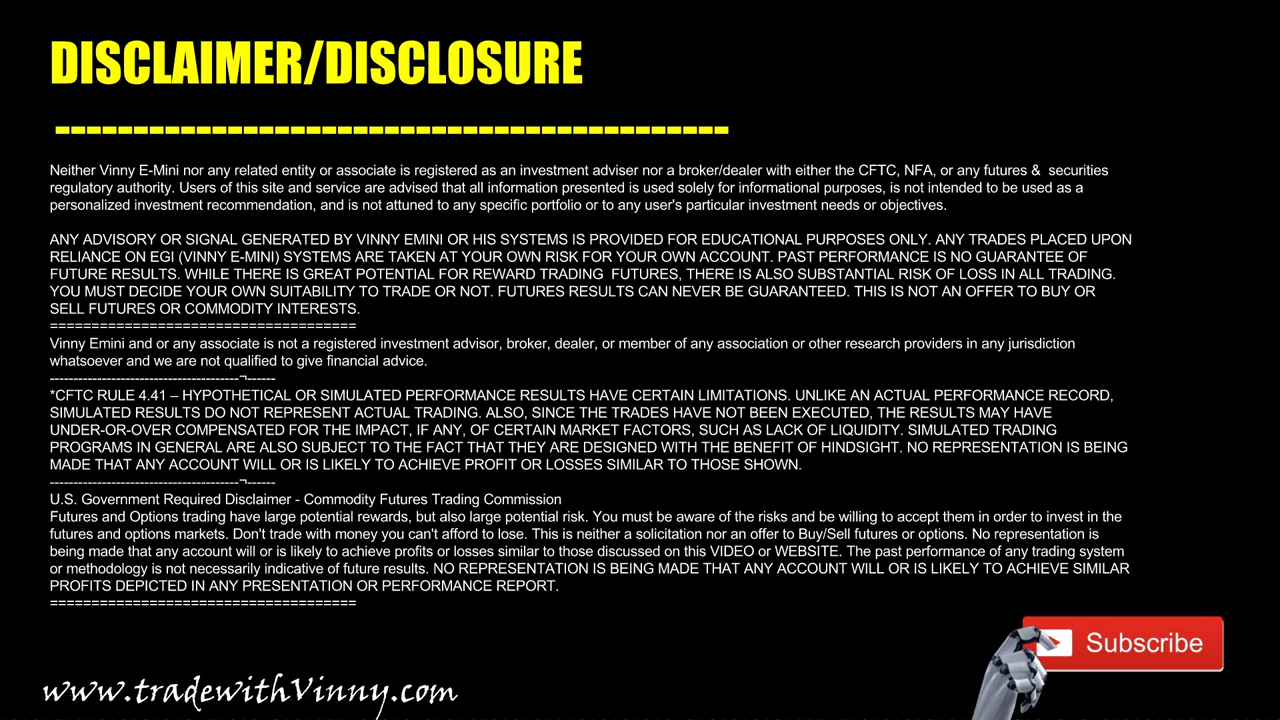 DISCLAIMER/DISCLOSURE
--------------------------------------------
Neither Vinny E-Mini nor any related entity or associate is registered as an investment adviser nor a broker/dealer with either the CFTC, NFA, or any futures & securities
regulatory authority. Users of this site and service are advised that all information presented is used solely for informational purposes, is not intended to be used as a
personalized investment recommendation, and is not attuned to any specific portfolio or to any user's particular investment needs or objectives.
ANY ADVISORY OR SIGNAL GENERATED BY VINNY EMINI OR HIS SYSTEMS IS PROVIDED FOR EDUCATIONAL PURPOSES ONLY. ANY TRADES PLACED UPON
RELIANCE ON EGI (VINNY E-MINI) SYSTEMS ARE TAKEN AT YOUR OWN RISK FOR YOUR OWN ACCOUNT. PAST PERFORMANCE IS NO GUARANTEE OF
FUTURE RESULTS. WHILE THERE IS GREAT POTENTIAL FOR REWARD TRADING FUTURES, THERE IS ALSO SUBSTANTIAL RISK OF LOSS IN ALL TRADING.
YOU MUST DECIDE YOUR OWN SUITABILITY TO TRADE OR NOT. FUTURES RESULTS CAN NEVER BE GUARANTEED. THIS IS NOT AN OFFER TO BUY OR
SELL FUTURES OR COMMODITY INTERESTS.
=====================================
Vinny Emini and or any associate is not a registered investment advisor, broker, dealer, or member of any association or other research providers in any jurisdiction
whatsoever and we are not qualified to give financial advice.
-----------------------------------------¬------
*CFTC RULE 4.41 – HYPOTHETICAL OR SIMULATED PERFORMANCE RESULTS HAVE CERTAIN LIMITATIONS. UNLIKE AN ACTUAL PERFORMANCE RECORD,
SIMULATED RESULTS DO NOT REPRESENT ACTUAL TRADING. ALSO, SINCE THE TRADES HAVE NOT BEEN EXECUTED, THE RESULTS MAY HAVE
UNDER-OR-OVER COMPENSATED FOR THE IMPACT, IF ANY, OF CERTAIN MARKET FACTORS, SUCH AS LACK OF LIQUIDITY. SIMULATED TRADING
PROGRAMS IN GENERAL ARE ALSO SUBJECT TO THE FACT THAT THEY ARE DESIGNED WITH THE BENEFIT OF HINDSIGHT. NO REPRESENTATION IS BEING
MADE THAT ANY ACCOUNT WILL OR IS LIKELY TO ACHIEVE PROFIT OR LOSSES SIMILAR TO THOSE SHOWN.
-----------------------------------------¬------
U.S. Government Required Disclaimer - Commodity Futures Trading Commission
Futures and Options trading have large potential rewards, but also large potential risk. You must be aware of the risks and be willing to accept them in order to invest in the
futures and options markets. Don't trade with money you can't afford to lose. This is neither a solicitation nor an offer to Buy/Sell futures or options. No representation is
being made that any account will or is likely to achieve profits or losses similar to those discussed on this VIDEO or WEBSITE. The past performance of any trading system
or methodology is not necessarily indicative of future results. NO REPRESENTATION IS BEING MADE THAT ANY ACCOUNT WILL OR IS LIKELY TO ACHIEVE SIMILAR
PROFITS DEPICTED IN ANY PRESENTATION OR PERFORMANCE REPORT.
=====================================
Subscribe
www.tradewithVinny.com